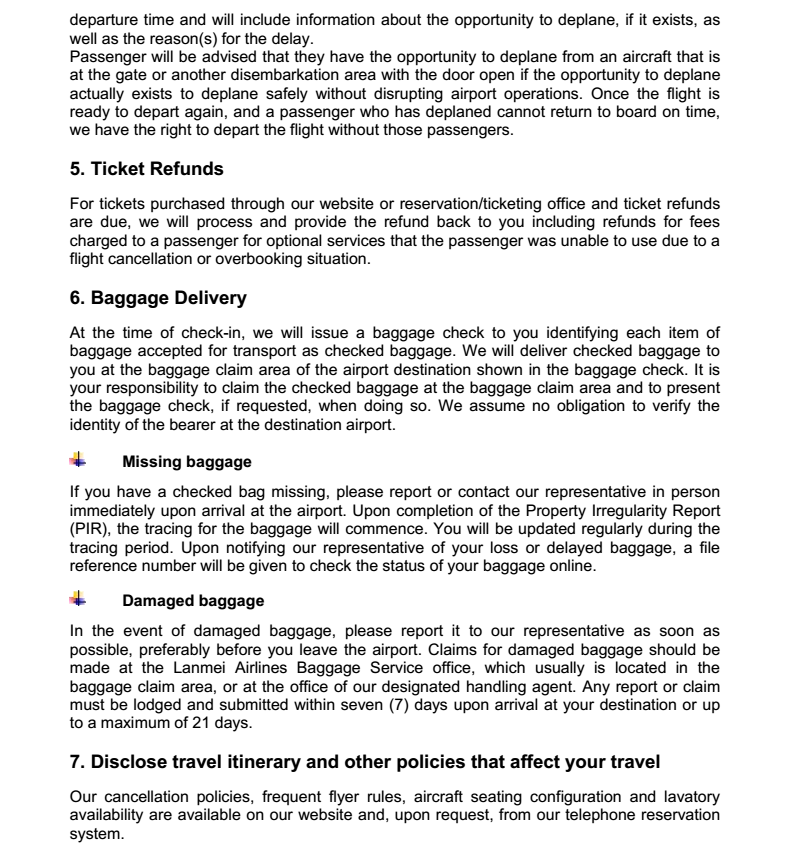 departure time and will include information about the opportunity to deplane, if it exists, as
well as the reason(s) for the delay.
Passenger will be advised that they have the opportunity to deplane from an aircraft that is
at the gate or another disembarkation area with the door open if the opportunity to deplane
actually exists to deplane safely without disrupting airport operations. Once the flight is
ready to depart again, and a passenger who has deplaned cannot return to board on time,
we have the right to depart the flight without those passengers.
5. Ticket Refunds
For tickets purchased through our website or reservation/ticketing office and ticket refunds
are due, we will process and provide the refund back to you including refunds for fees
charged to a passenger for optional services that the passenger was unable to use due to a
flight cancellation or overbooking situation.
6. Baggage Delivery
At the time of check-in, we will issue a baggage check to you identifying each item of
baggage accepted for transport as checked baggage. We will deliver checked baggage to
you at the baggage claim area of the airport destination shown in the baggage check. It is
your responsibility to claim the checked baggage at the baggage claim area and to present
the baggage check, if requested, when doing so. We assume no obligation to verify the
identity of the bearer at the destination airport.
Missing baggage
If you have a checked bag missing, please report or contact our representative in person
immediately upon arrival at the airport. Upon completion of the Property Irregularity Report
(PIR), the tracing for the baggage will commence. You will be updated regularly during the
tracing period. Upon notifying our representative of your loss or delayed baggage, a file
reference number will be given to check the status of your baggage online.
Damaged baggage
In the event of damaged baggage, please report it to our representative as soon as
possible, preferably before you leave the airport. Claims for damaged baggage should be
made at the Lanmei Airlines Baggage Service office, which usually is located in the
baggage claim area, or at the office of our designated handling agent. Any report or claim
must be lodged and submitted within seven (7) days upon arrival at your destination or up
to a maximum of 21 days.
7. Disclose travel itinerary and other policies that affect your travel
Our cancellation policies, frequent flyer rules, aircraft seating configuration and lavatory
availability are available on our website and, upon request, from our telephone reservation
system.